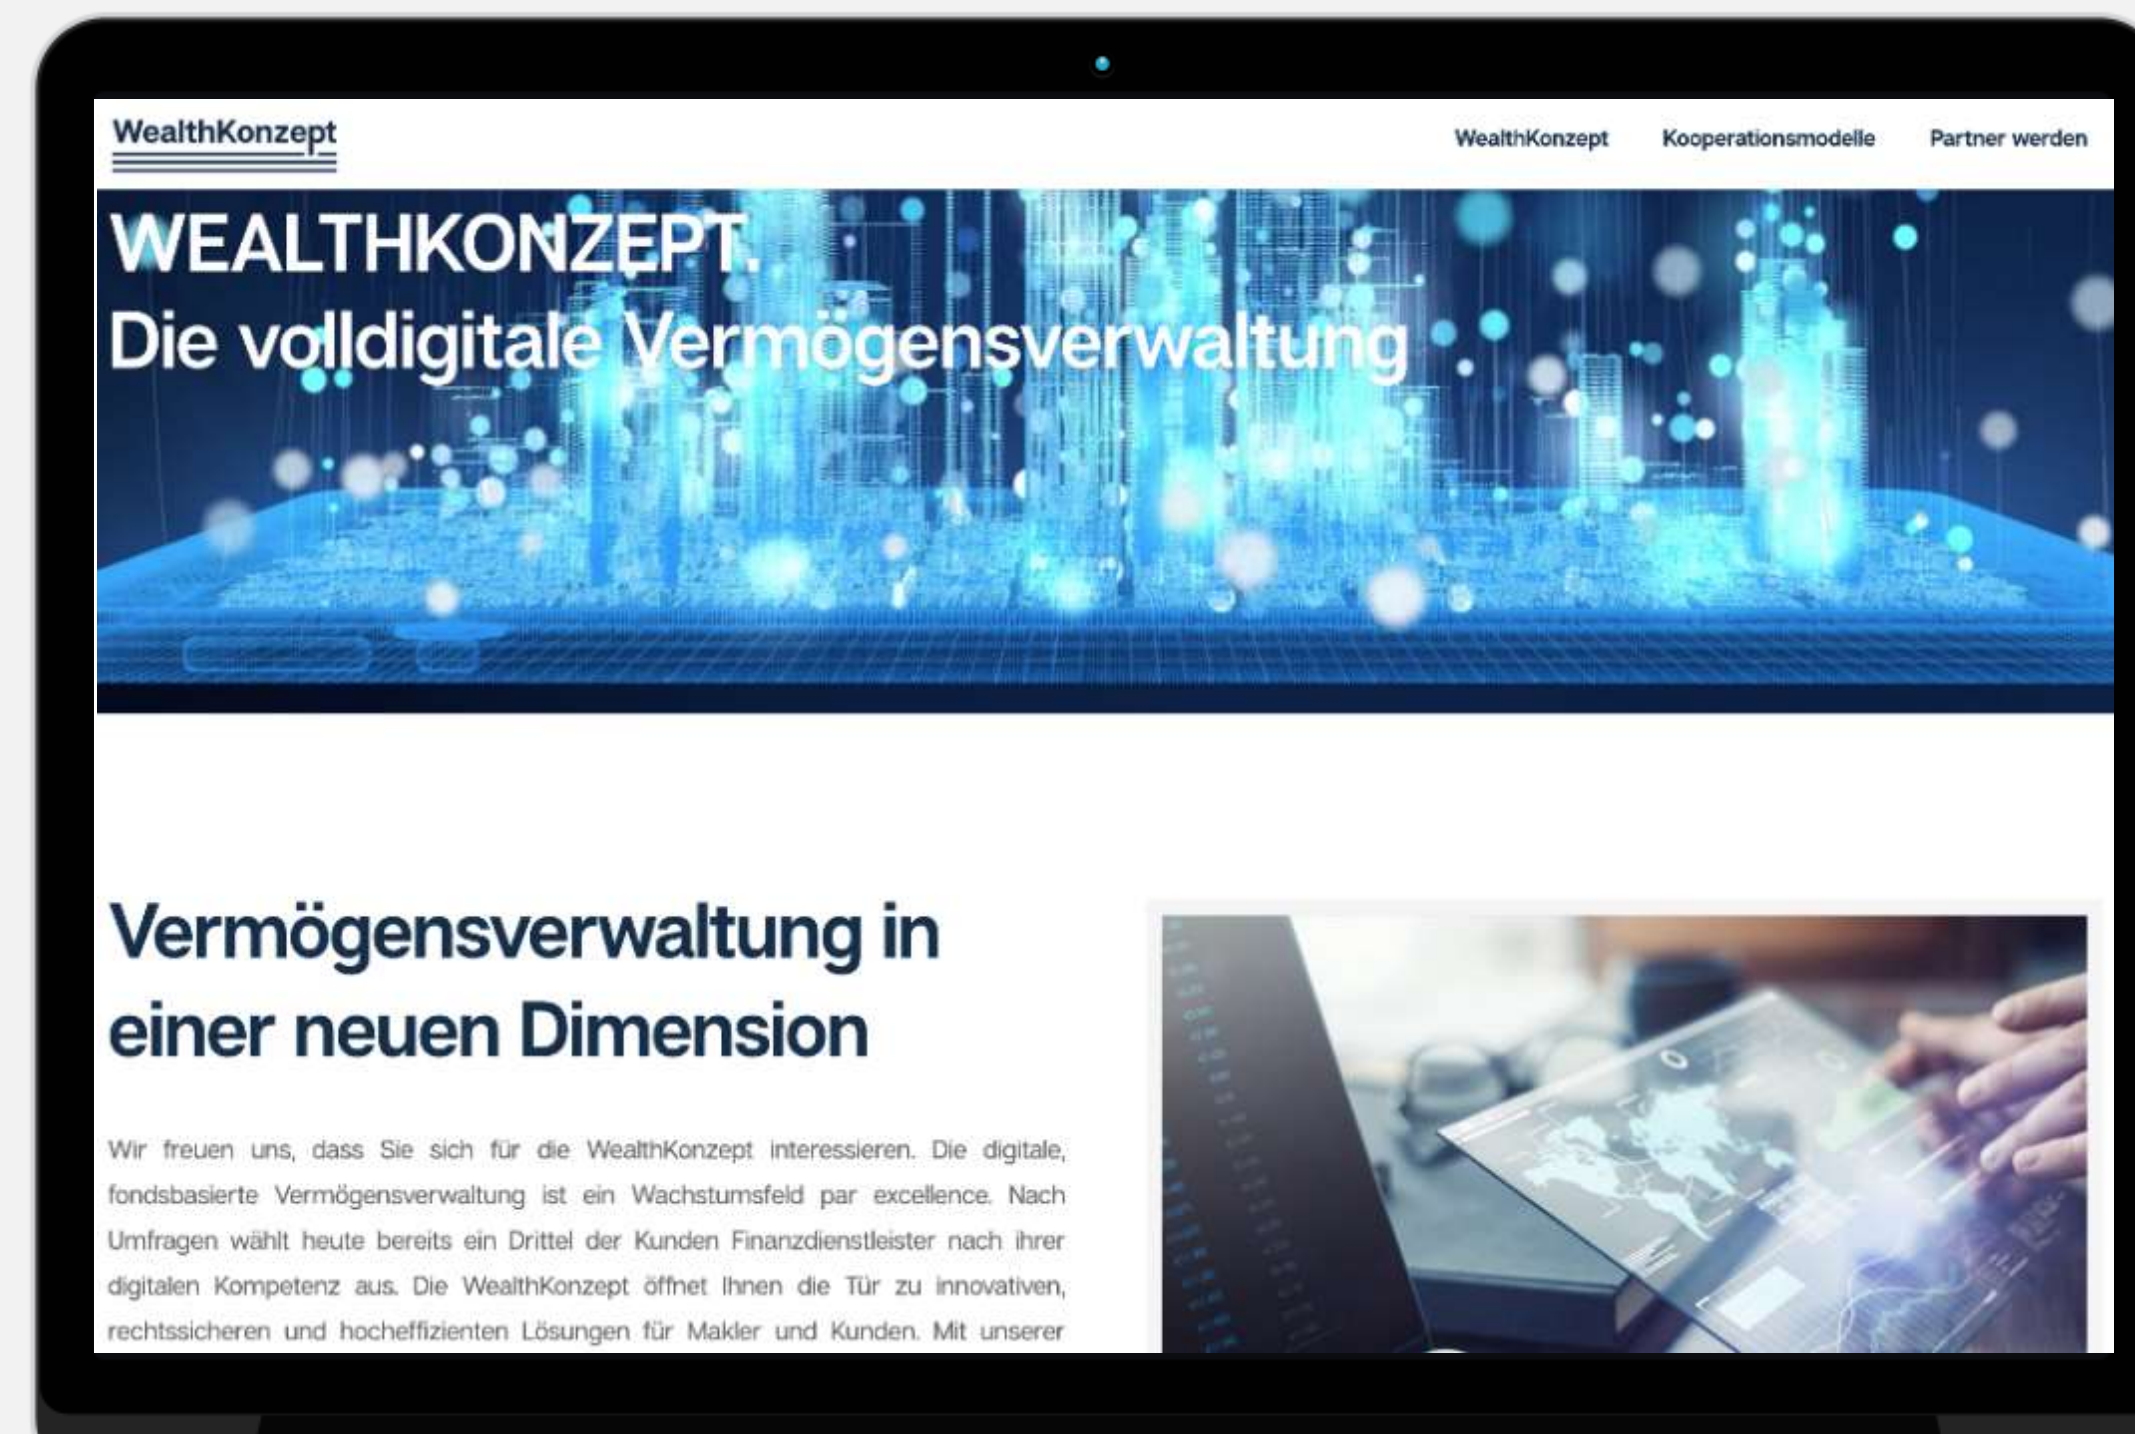 WealthKonzept
WealthKonzept Kooperationsmodelle Partner werden
WEALTHKONZEPT.
Die volldigitale Vermögensverwaltung
Vermögensverwaltung in
einer neuen Dimension
Wir freuen uns, dass Sie sich für die WealthKonzept interessieren. Die digitale,
fondsbasierte Vermögensverwaltung ist ein Wachstumsfeld par excellence. Nach
Umfragen wählt heute bereits ein Drittel der Kunden Finanzdienstleister nach ihrer
digitalen Kompetenz aus. Die WealthKonzept öffnet Ihnen die Tür zu innovativen,
rechtssicheren und hocheffizienten Lösungen für Makler und Kunden. Mit unserer